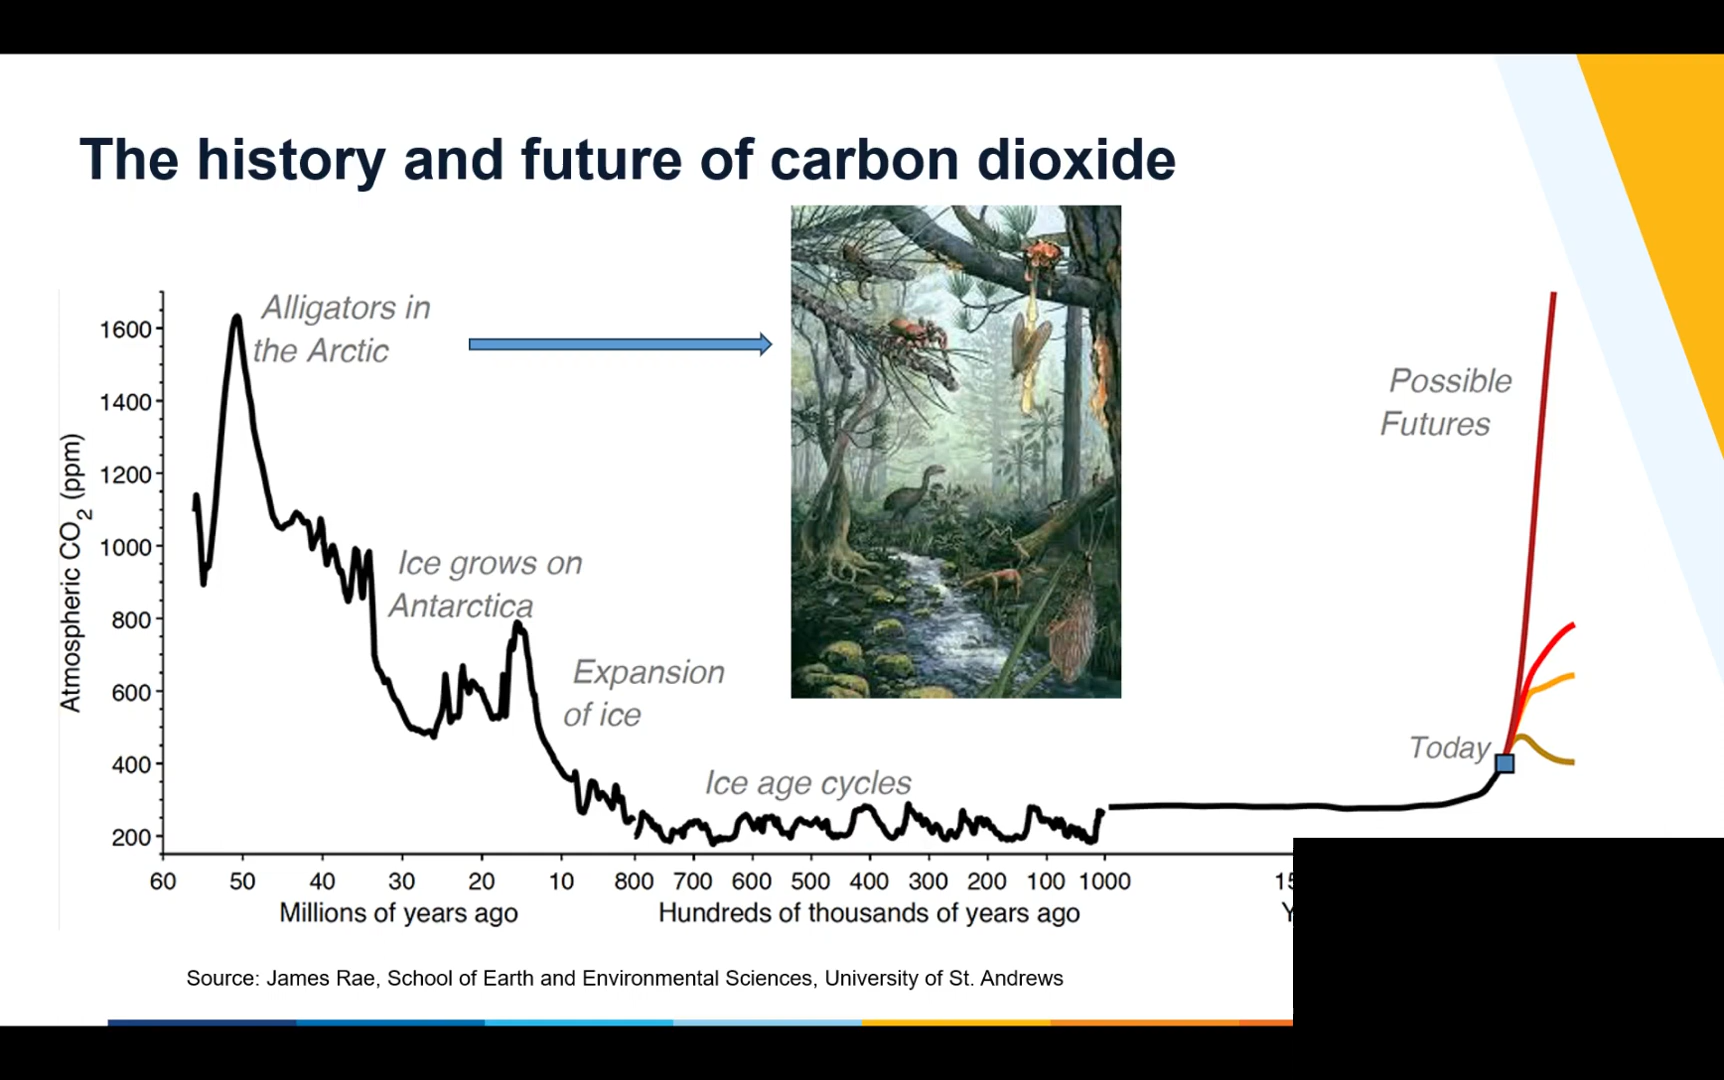 The history and future of carbon dioxide
Alligators in
the Arctic
Ice grows on
Antarctica
Expansion
of ice
Ice age cycles
Possible
Futures
Today
Atmospheric CO2 (ppm)
1600
1400
1200
1000
800
600
400
200
60 50 40 30 20 10 800 700 600 500 400 300 200 100 1000
Millions of years ago
Hundreds of thousands of years ago
Source: James Rae, School of Earth and Environmental Sciences, University of St. Andrews